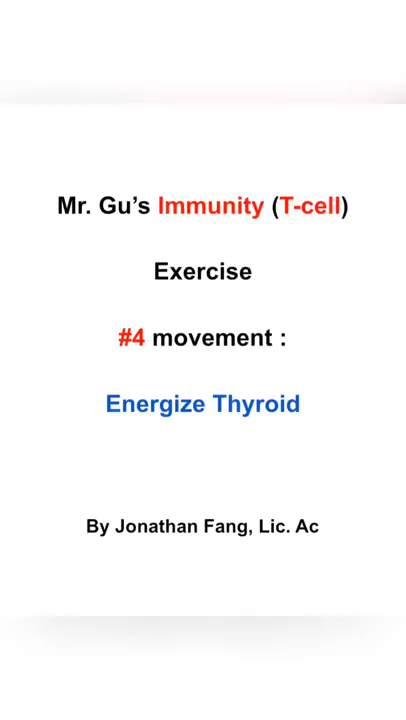 Mr. Gu’s Immunity (T-cell)
Exercise
#4 movement :
Energize Thyroid
By Jonathan Fang, Lic. Ac